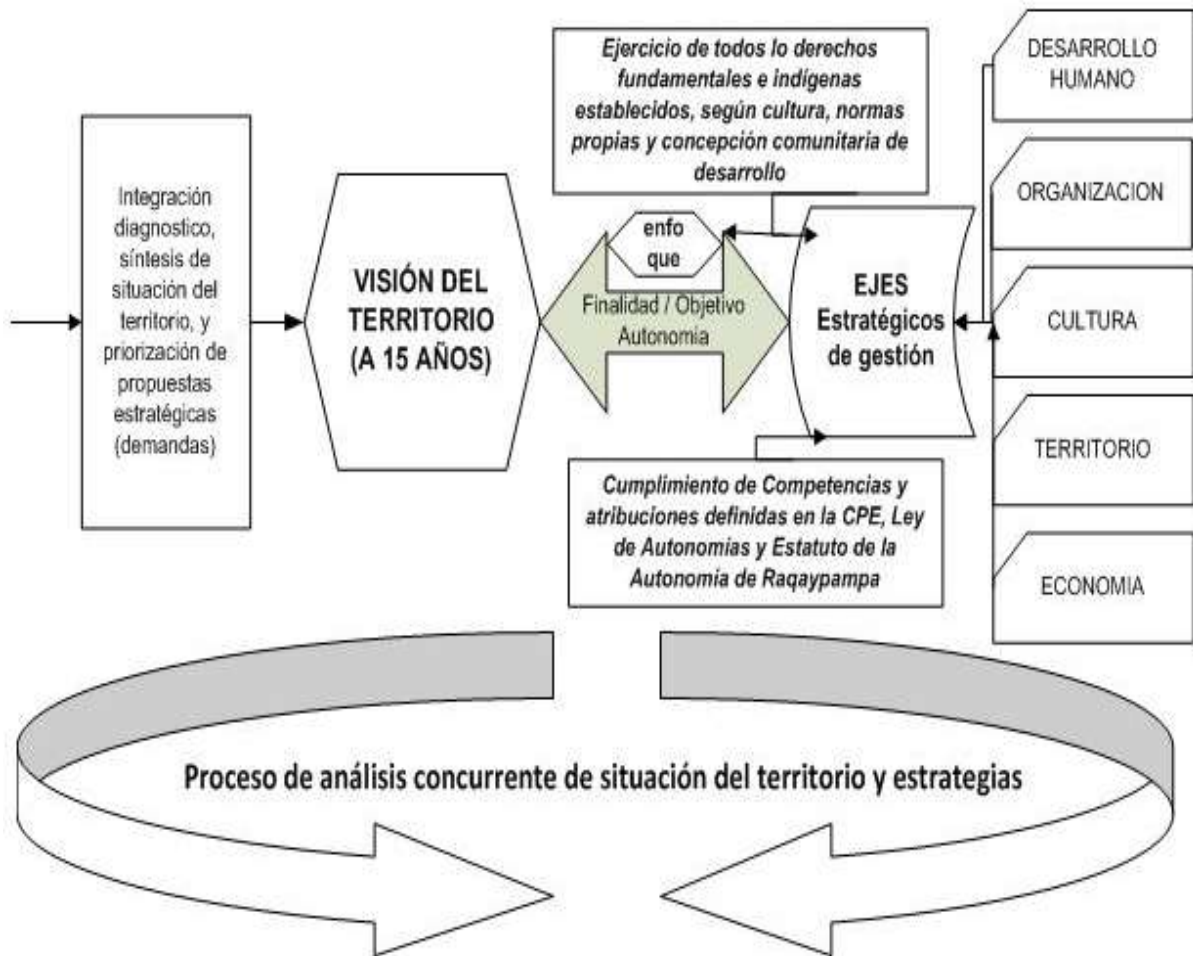 Integración
diagnostico,
síntesis de
situación del
territorio, y
priorización de
propuestas
estratégicas
(demandas)
VISIÓN DEL
TERRITORIO
(A 15 AÑOS)
Ejercicio de todos lo derechos
fundamentales e indígenas
establecidos, según cultura, normas
propias y concepción comunitaria de
desarrollo
enfo
que
Finalidad / Objetivo
Autonomia
EJES
Estratégicos
de gestión
Cumplimiento de Competencias y
atribuciones definidas en la CPE, Ley
de Autonomías y Estatuto de la
Autonomía de Raqaypampa
DESARROLLO
HUMANO
ORGANIZACION
CULTURA
TERRITORIO
ECONOMIA
Proceso de análisis concurrente de situación del territorio y estrategias